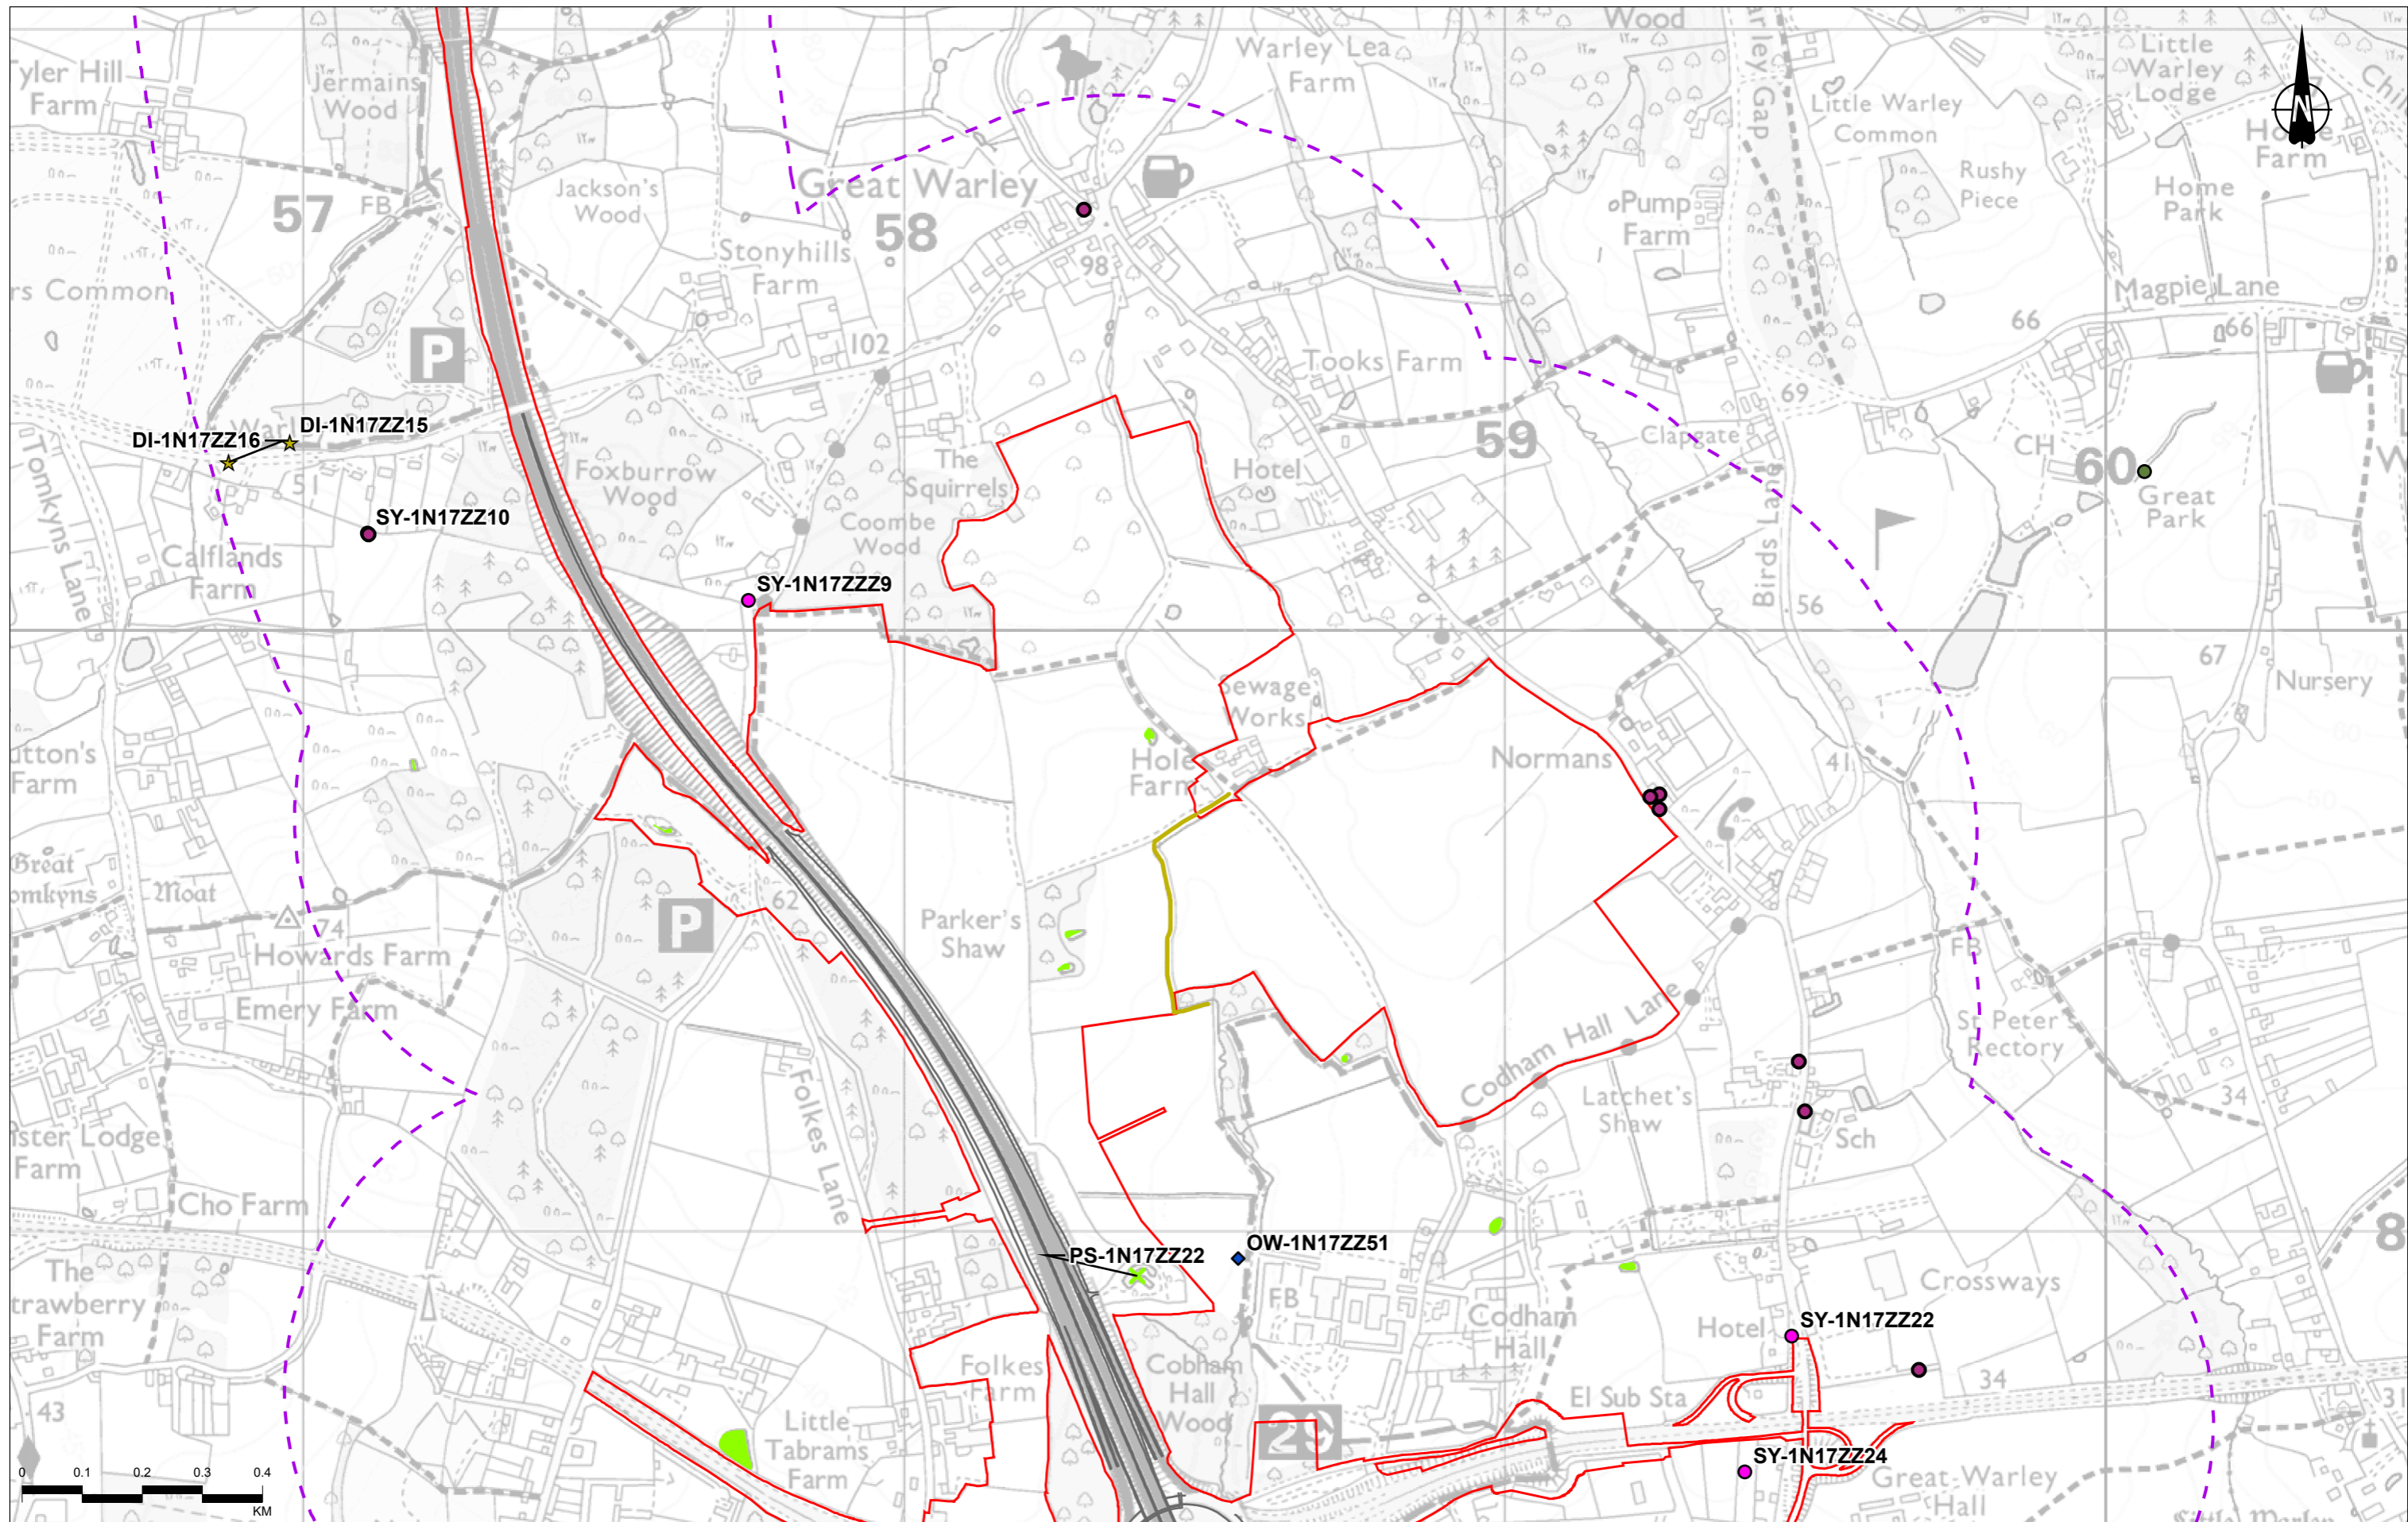 Wood
Warley Lea
Farm
Little
Warley
Lodge
Tyler Hill
Farm
Jermains
Wood
arley Gap
Little Warley
Common
Home
Farm
N
Rushy
Piece
Home
Park
57
FB
Jackson's
Wood
Great Warley
58
Pump
Farm
Stonyhills
Farm
98
rs Common
Magpie Lane
66
66
P
102
Tooks Farm
69
DI-1N17ZZ16
DI-1N17ZZ15
Clapgate
59
CH
60
Great
Park
Foxburrow
Wood
The
Squirrels
Hotel
Tomkyns Lane
SY-1N17ZZ10
Coombe
Wood
Calflands
Farm
Birds Lane
SY-1N17ZZZ9
56
67
Nursery
Sewage
Works
utton's
Farm
Hole
Farm
Normans
41
Great
omkyns
Moat
62
P
Parker's
Shaw
74
Howards Farm
FB
Emery Farm
St Peter's
Rectory
Codham Hall Lane
Folkes Lane
Latchet's
Shaw
34
Sch
ister Lodge
Farm
Cho Farm
PS-1N17ZZ22
OW-1N17ZZ51
8
The
trawberry
Farm
FB
Crossways
Codham
Hall
Hotel
SY-1N17ZZ22
Folkes
Farm
Cobham
Hall
Wood
34
El Sub Sta
43
Little
Tabrams
Farm
29
SY-1N17ZZ24
Great Warley
Hall
0 0.1 0.2 0.3 0.4
KM